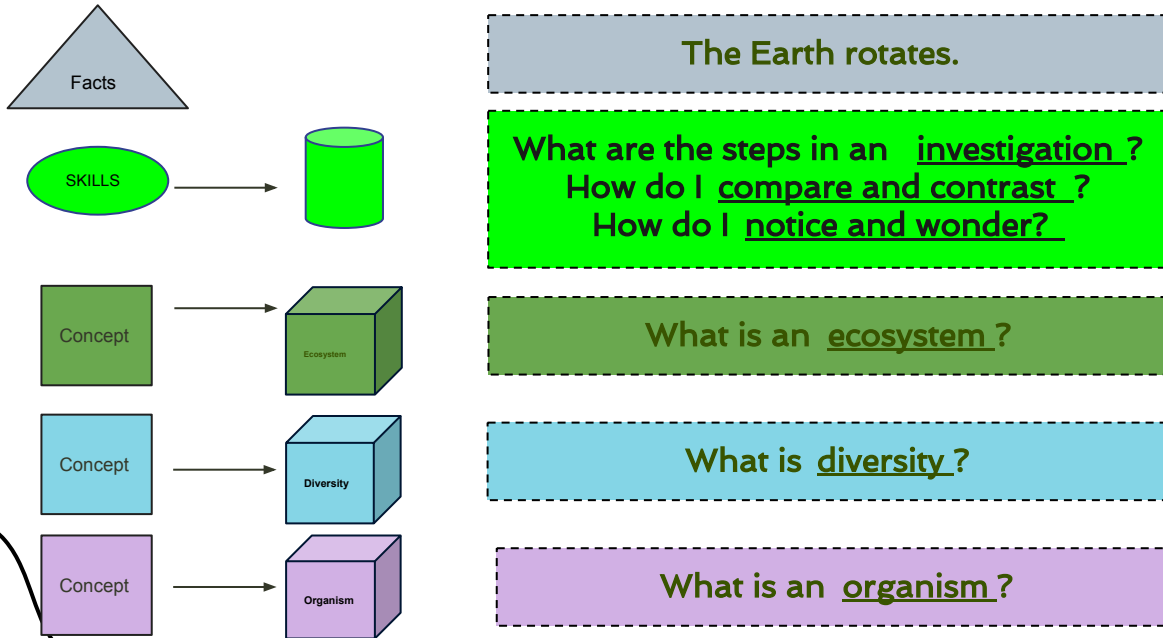 Facts
The Earth rotates.
SKILLS
What are the steps in an investigation ?
How do I compare and contrast ?
How do I notice and wonder?
Concept
Ecosystem
What is an ecosystem ?
Concept
Diversity
What is diversity ?
Concept
Organism
What is an organism ?